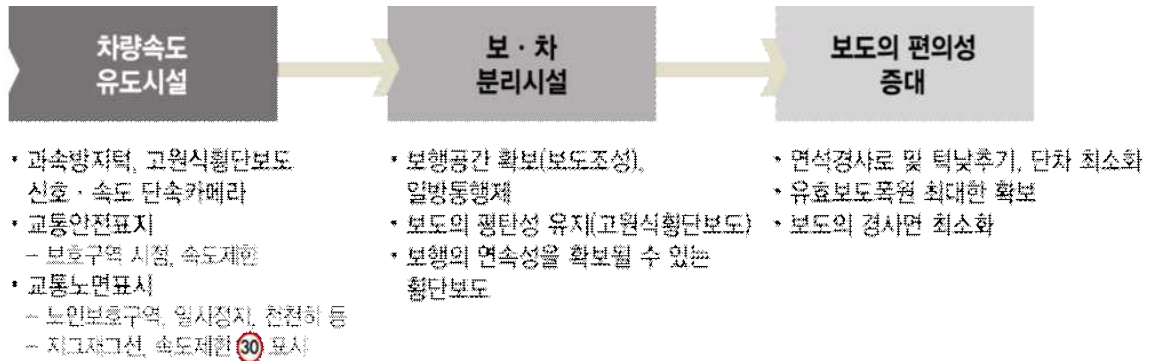 차량속도
유도시설
• 과속방지턱, 고원식횡단보도
신호 · 속도 단속카메라
• 교통안전표지
– 보호구역 시점, 속도제한
• 교통노면표시
– 노인보호구역, 일시정지, 천천히 등
– 지그재그선, 속도제한 30 표시
보 · 차
분리시설
• 보행공간 확보(보도조성),
일방통행제
• 보도의 평탄성 유지(고원식횡단보도)
• 보행의 연속성을 확보될 수 있는
횡단보도
보도의 편의성
증대
• 연석경사로 및 턱낮추기, 단차 최소화
• 유효보도폭원 최대한 확보
• 보도의 경사면 최소화